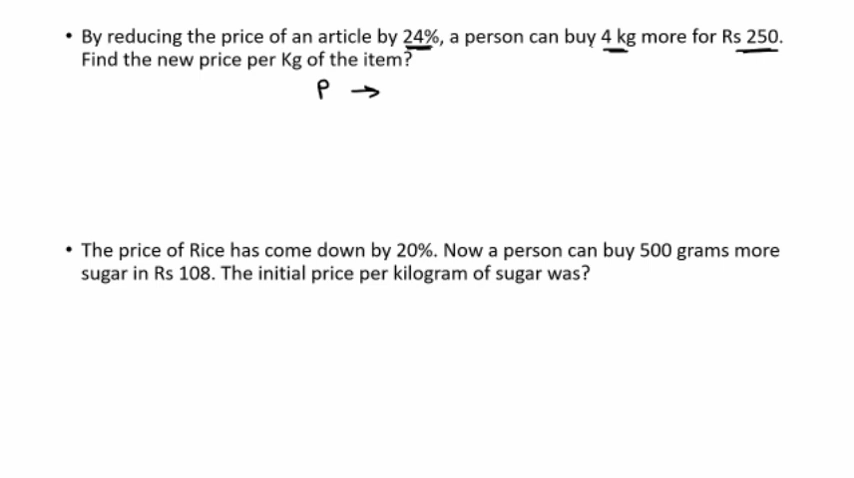 • By reducing the price of an article by 24%, a person can buy 4 kg more for Rs 250.
Find the new price per Kg of the item?
P →
• The price of Rice has come down by 20%. Now a person can buy 500 grams more
sugar in Rs 108. The initial price per kilogram of sugar was?